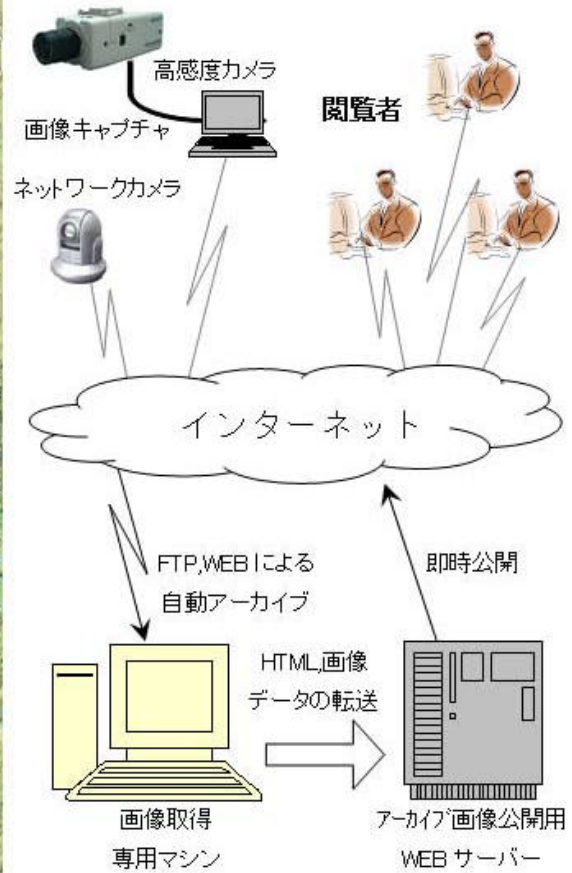 高感度カメラ
画像キャプチャ
閲覧者
ネットワークカメラ
インターネット
FTP,WEBによる
自動アーカイブ
即時公開
HTML,画像
データの転送
画像取得
専用マシン
アーカイブ画像公開用
WEB サーバー